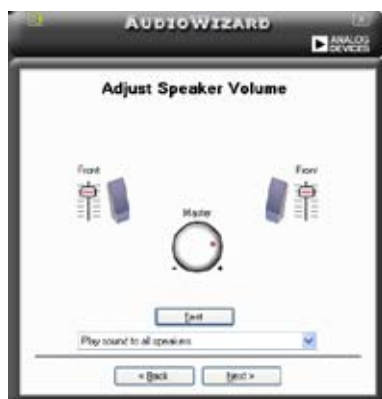 AUDIOWIZARD
ANALOG
DEVICES
Adjust Speaker Volume
Front
Front
Master
- +
Test
Play sound to all speakers
< Back Next >